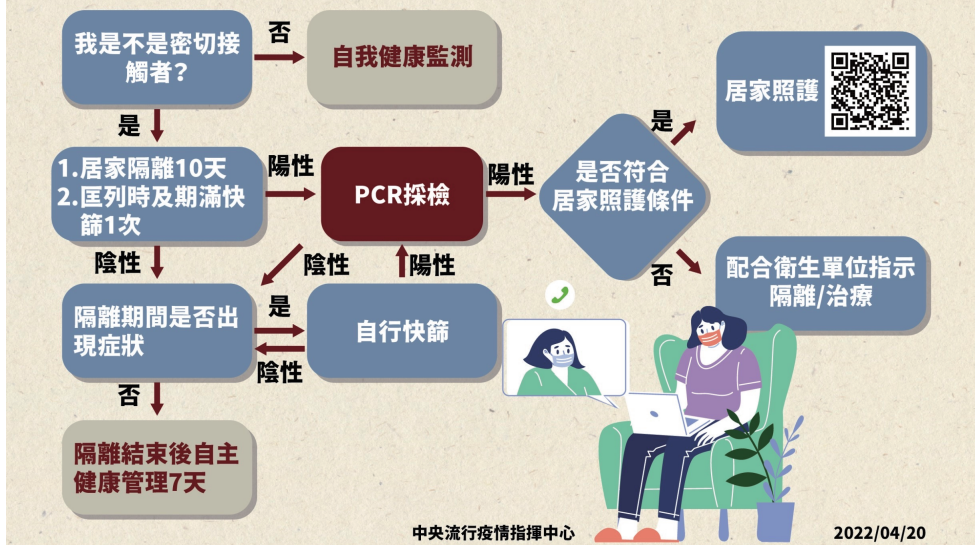 我是不是密切接
觸者？
否
自我健康監測
是
1.居家隔離10天
2.匡列時及期滿快
篩1次
陽性
PCR採檢
陽性
是否符合
居家照護條件
是
居家照護
否
配合衛生單位指示
隔離/治療
陰性
陰性
陽性
隔離期間是否出
現症狀
是
陰性
自行快篩
否
隔離結束後自主
健康管理7天
中央流行疫情指揮中心
2022/04/20